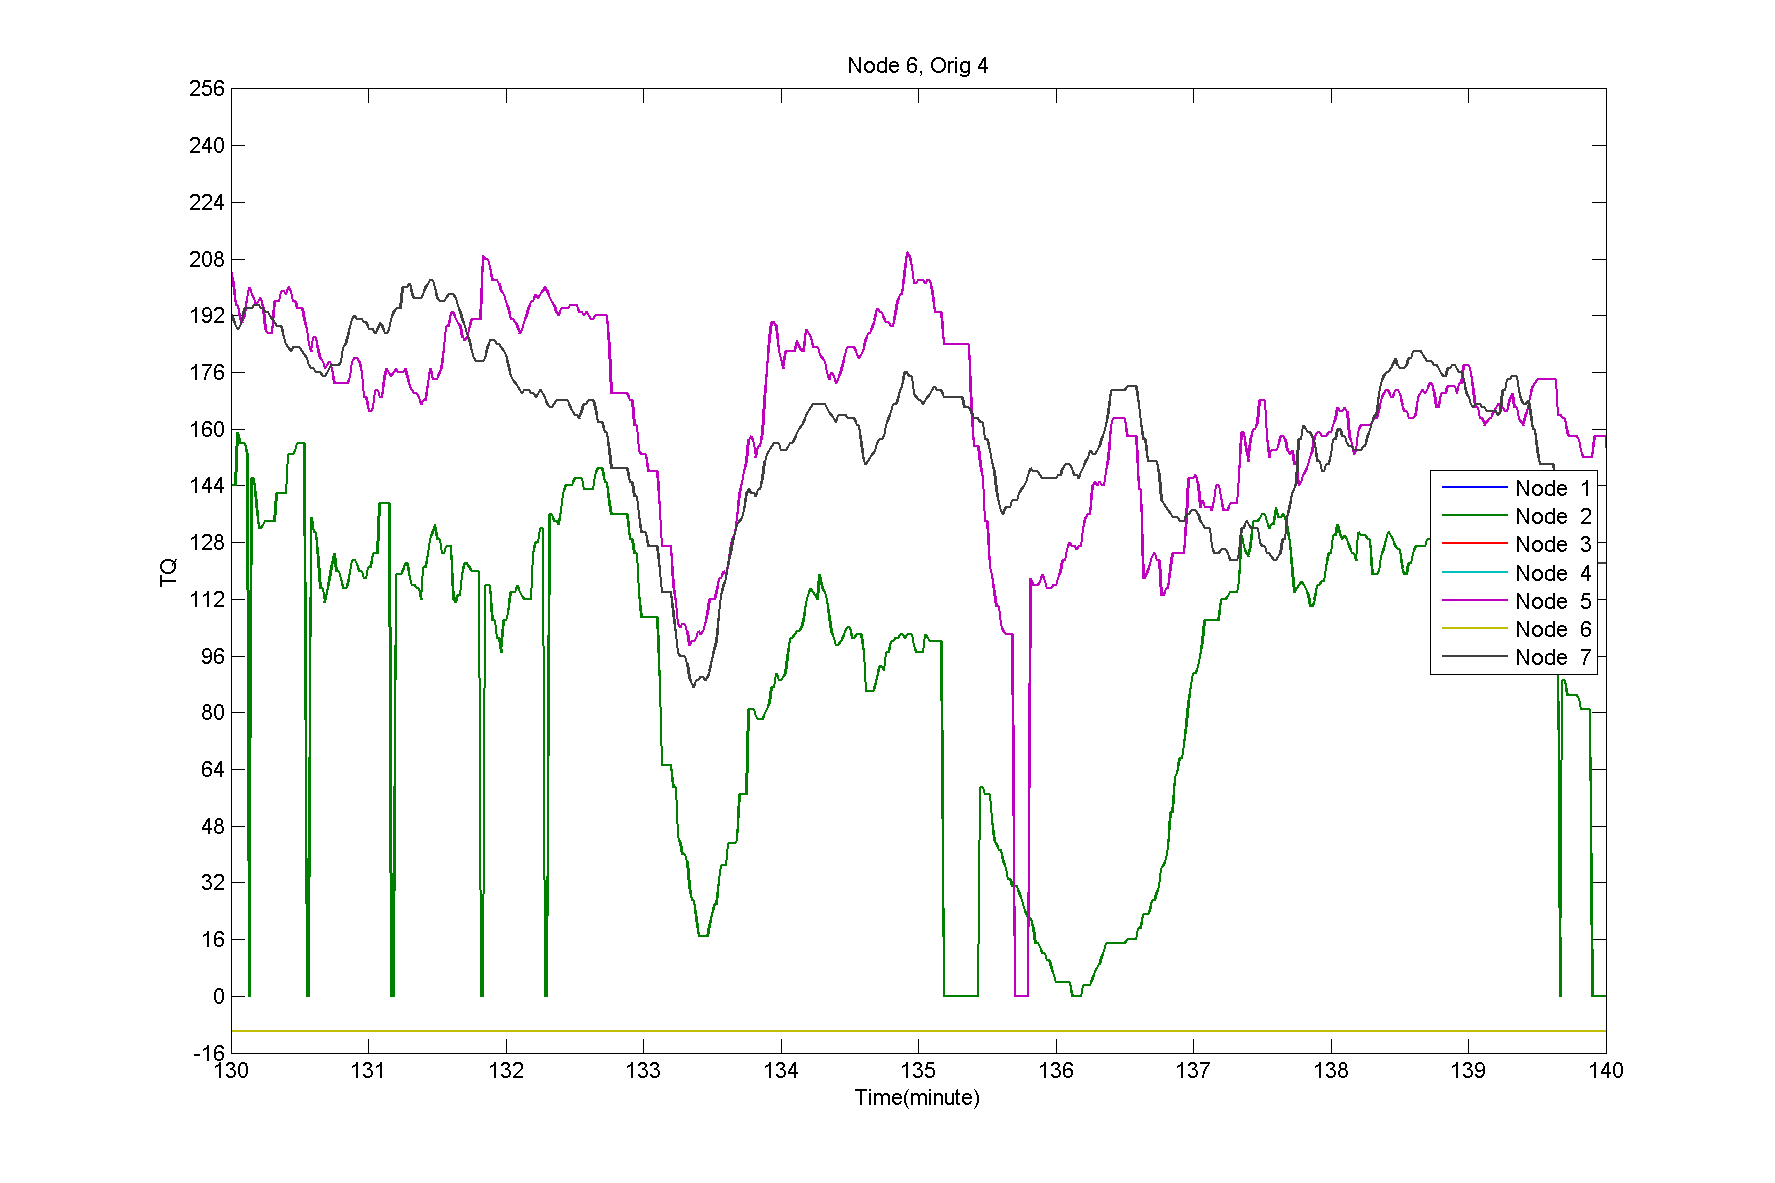 Node 6, Orig 4
256
240
224
208
192
176
160
144
128
112
96
80
64
48
32
16
0
-16
TQ
130 131 132 133 134 135 136 137 138 139 140
Time(minute)
Node 1
Node 2
Node 3
Node 4
Node 5
Node 6
Node 7